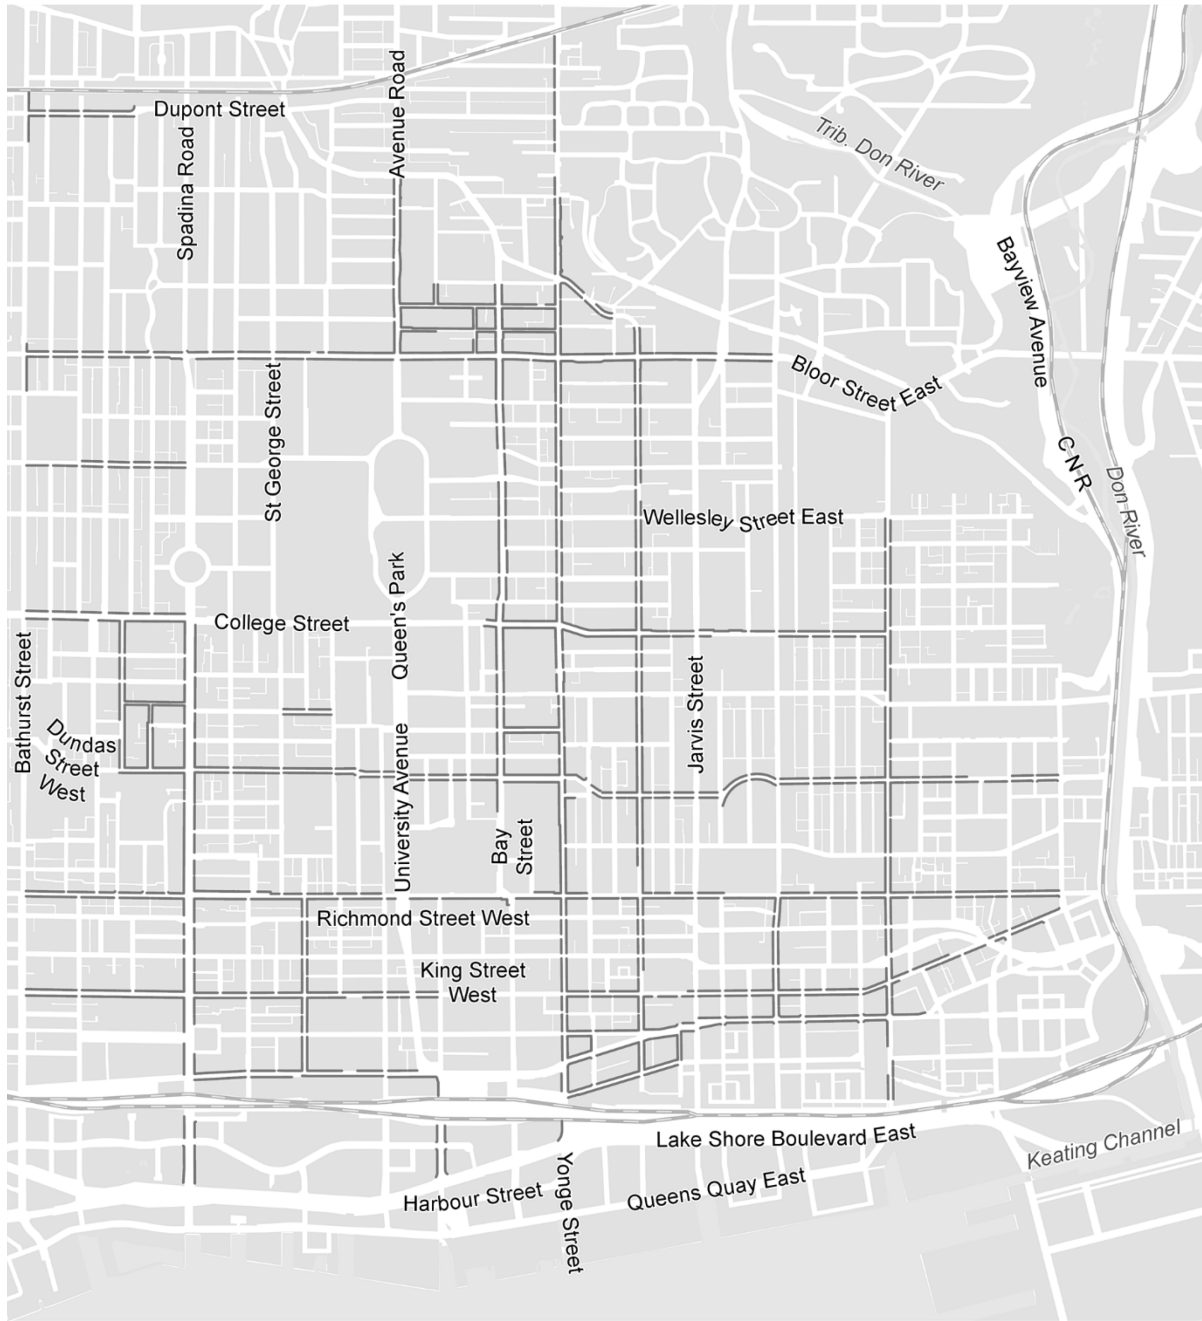 Dupont Street
Avenue Road
Spadina Road
Trib. Don River
Bayview Avenue
Bloor Street East
St George Street
C N R
Don River
Wellesley Street East
Queen's Park
College Street
Bathurst Street
Jarvis Street
Dundas
Street
West
University Avenue
Bay
Street
Richmond Street West
King Street
West
Lake Shore Boulevard East
Keating Channel
Harbour Street
Yonge Street
Queens Quay East